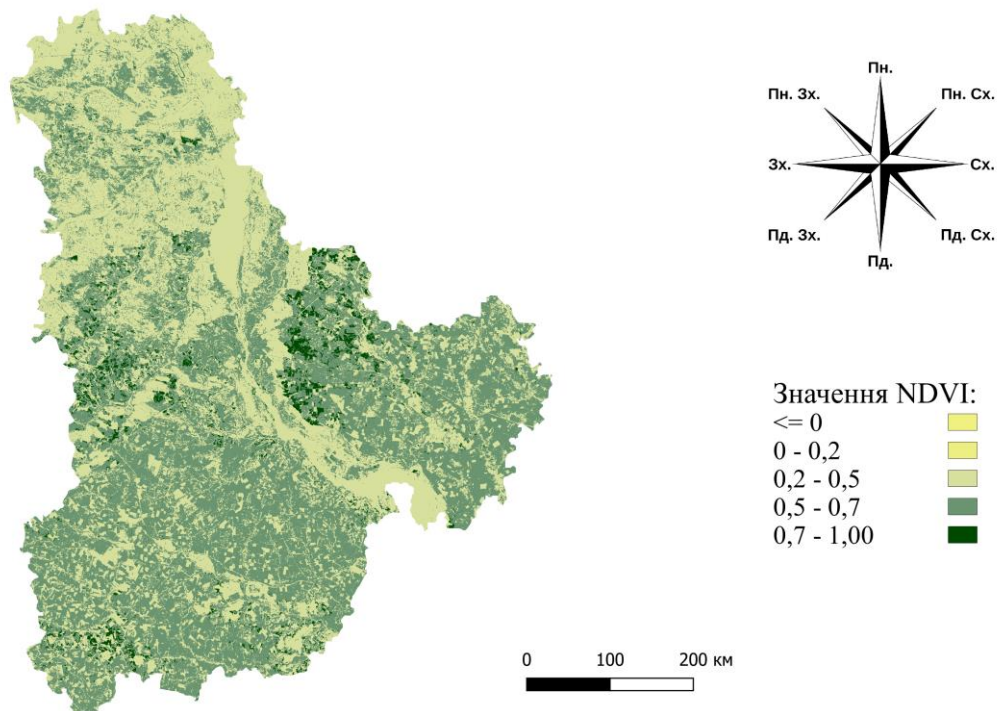 Пн.
Пн. Зх.
Пн. Сх.
Зх.
Сх.
Пд. Зх.
Пд. Сх.
Пд.
Значення NDVI:
<= 0
0 - 0,2
0,2 - 0,5
0,5 - 0,7
0,7 - 1,00
0 100 200 км